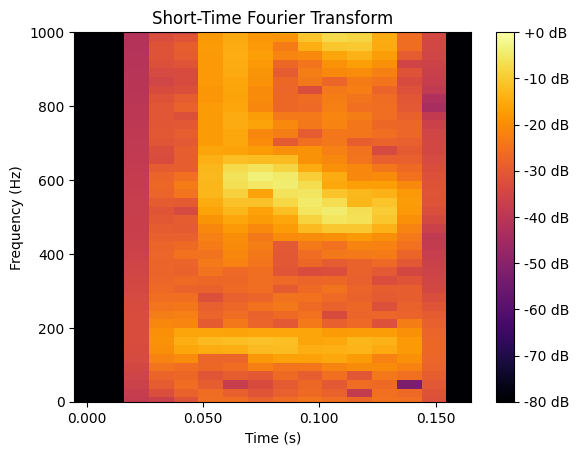 Short-Time Fourier Transform
1000
800
600
400
200
0
Frequency (Hz)
0.000
0.050
0.100
0.150
Time (s)
+0 dB
-10 dB
-20 dB
-30 dB
-40 dB
-50 dB
-60 dB
-70 dB
-80 dB